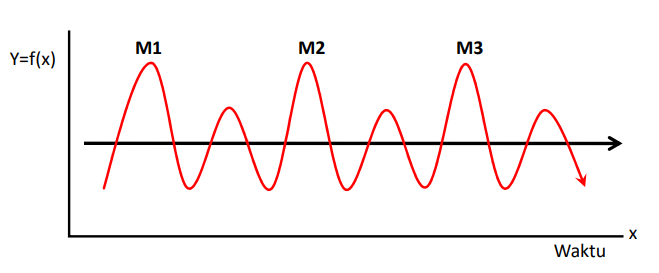 M1 M2 M3
Y=f(x)
x
Waktu